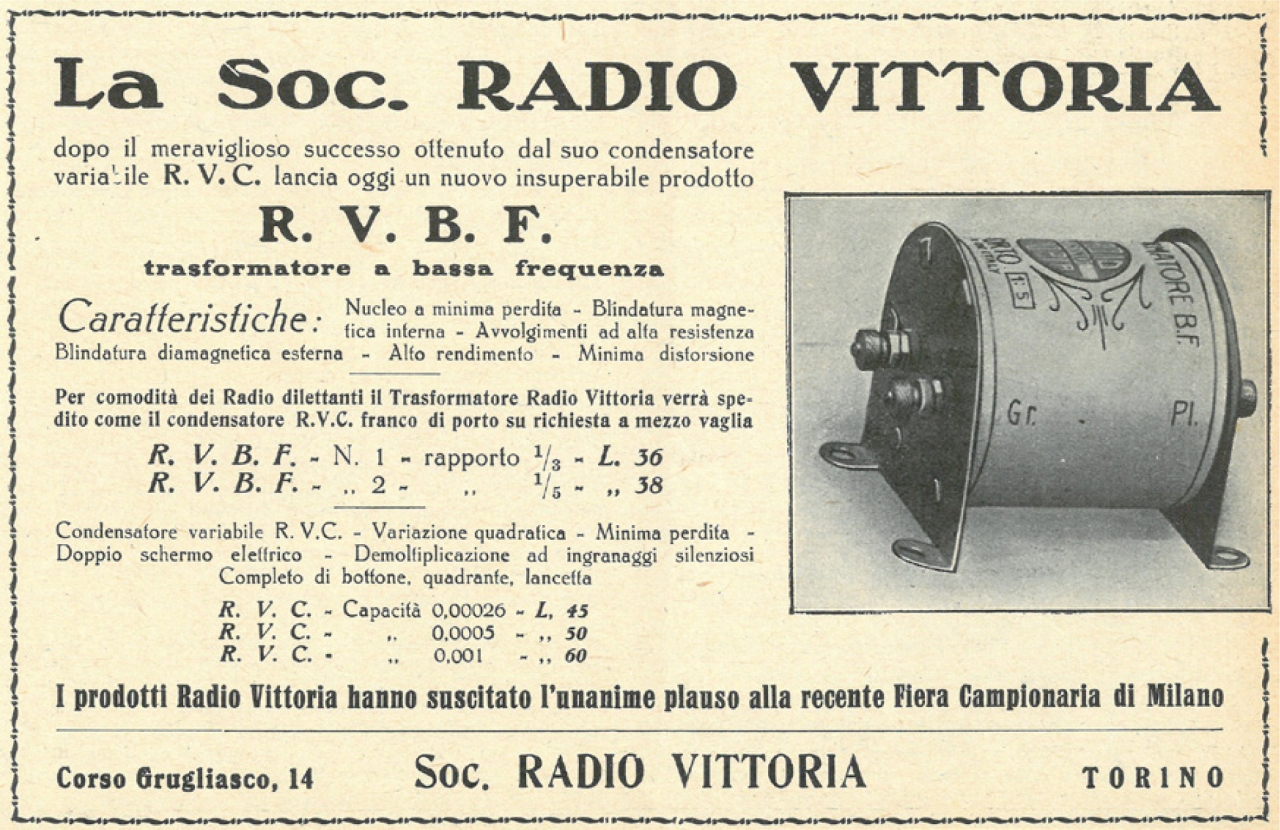 La Soc. RADIO VITTORIA
dopo il meraviglioso successo ottenuto dal suo condensatore
variabile R. V. C. lancia oggi un nuovo insuperabile prodotto
R. V. B. F.
trasformatore a bassa frequenza
Caratteristiche: Nucleo a minima perdita - Blindatura magne-
tica interna - Avvolgimenti ad alta resistenza
Blindatura diamagnetica esterna - Alto rendimento - Minima distorsione
Per comodità dei Radio dilettanti il Trasformatore Radio Vittoria verrà spe-
dito come il condensatore R.V.C. franco di porto su richiesta a mezzo vaglia
R. V. B. F. - N. 1 - rapporto 1/3 - L. 36
R. V. B. F. - ,, 2 - ,, 1/5 - ,, 38
Condensatore variabile R. V.C. - Variazione quadratica - Minima perdita -
Doppio schermo elettrico - Demoltiplicazione ad ingranaggi silenziosi
Completo di bottone, quadrante, lancetta
R. V. C. - Capacità 0,00026 - L, 45
R. V. C. - ,, 0,0005 - ,, 50
R. V. C. - ,, 0,001 - ,, 60
1:5
MATORE B.F.
Gr.
Pl.
I prodotti Radio Vittoria hanno suscitato l'unanime plauso alla recente Fiera Campionaria di Milano
Corso Grugliasco, 14 Soc. RADIO VITTORIA TORINO